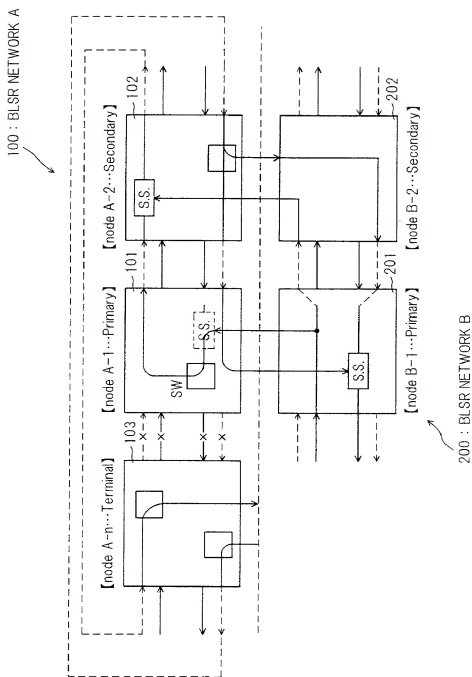 100 : BLSR NETWORK A
102
[node A-2…Secondary]
S.S.
202
[node B-2…Secondary]
101
[node A-1…Primary]
S.S.
SW
201
[node B-1…Primary]
S.S.
103
[node A-n…Terminal]
× × × ×
200 : BLSR NETWORK B